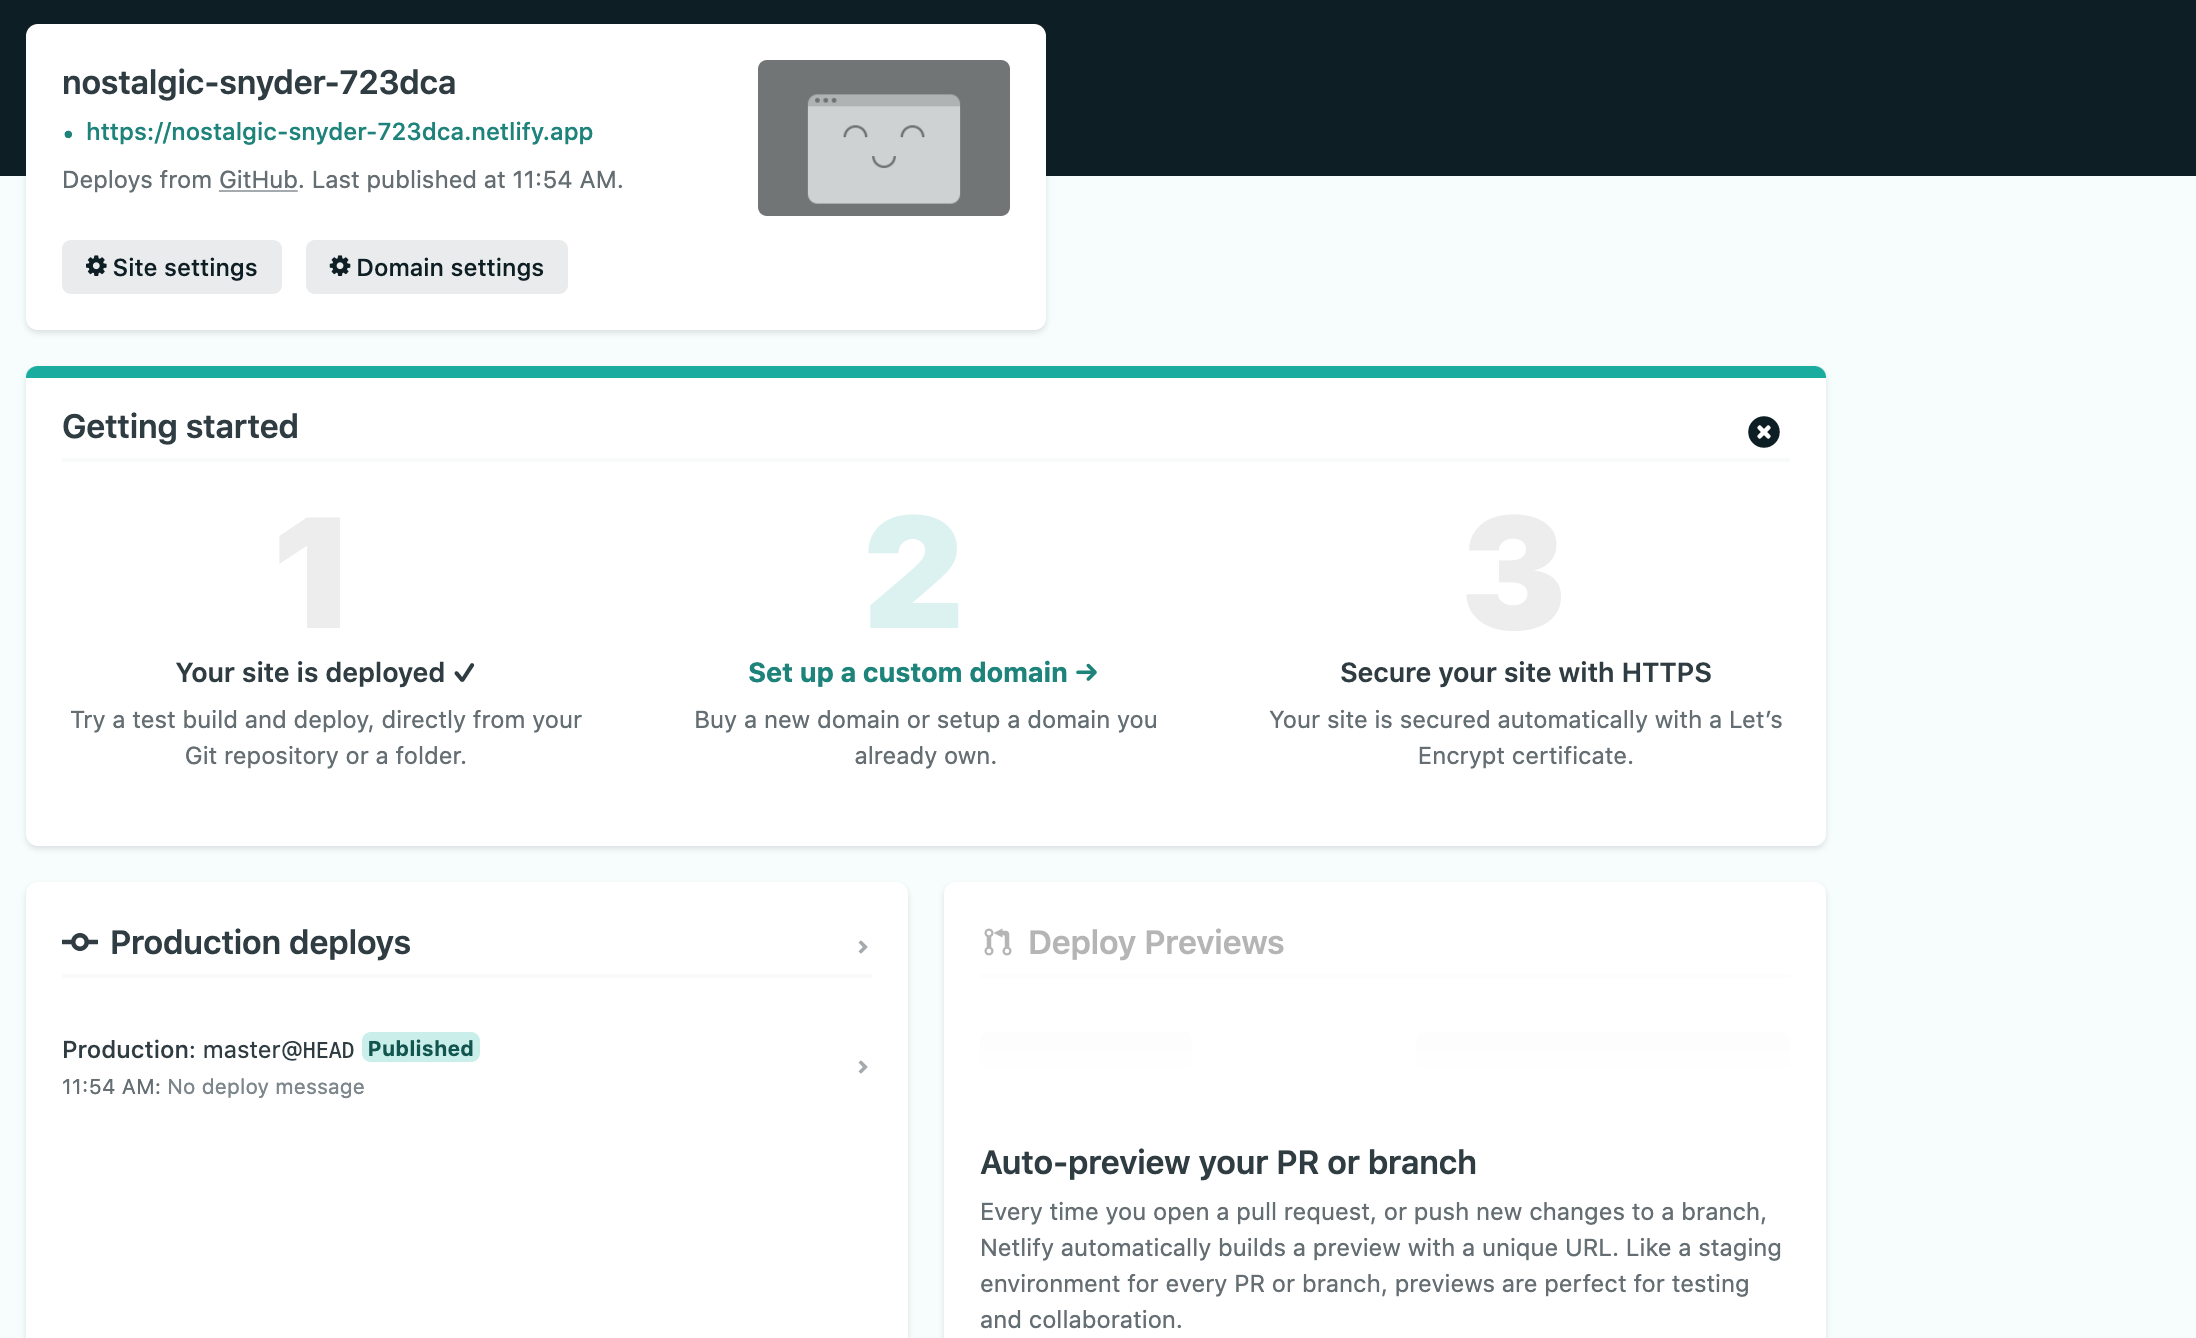 nostalgic-snyder-723dca
• https://nostalgic-snyder-723dca.netlify.app
Deploys from GitHub. Last published at 11:54 AM.
Site settings
Domain settings
Getting started
1
Your site is deployed ✓
Try a test build and deploy, directly from your
Git repository or a folder.
2
Set up a custom domain →
Buy a new domain or setup a domain you
already own.
3
Secure your site with HTTPS
Your site is secured automatically with a Let’s
Encrypt certificate.
Production deploys
Production: master@HEAD Published
11:54 AM: No deploy message
Deploy Previews
Auto-preview your PR or branch
Every time you open a pull request, or push new changes to a branch,
Netlify automatically builds a preview with a unique URL. Like a staging
environment for every PR or branch, previews are perfect for testing
and collaboration.